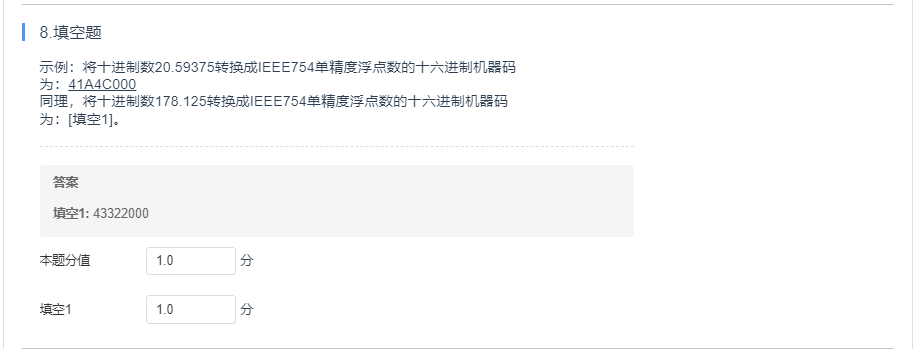 8.填空题
示例：将十进制数20.59375转换成IEEE754单精度浮点数的十六进制机器码
为：41A4C000
同理，将十进制数178.125转换成IEEE754单精度浮点数的十六进制机器码
为：[填空1]。
答案
填空1: 43322000
本题分值 1.0 分
填空1 1.0 分